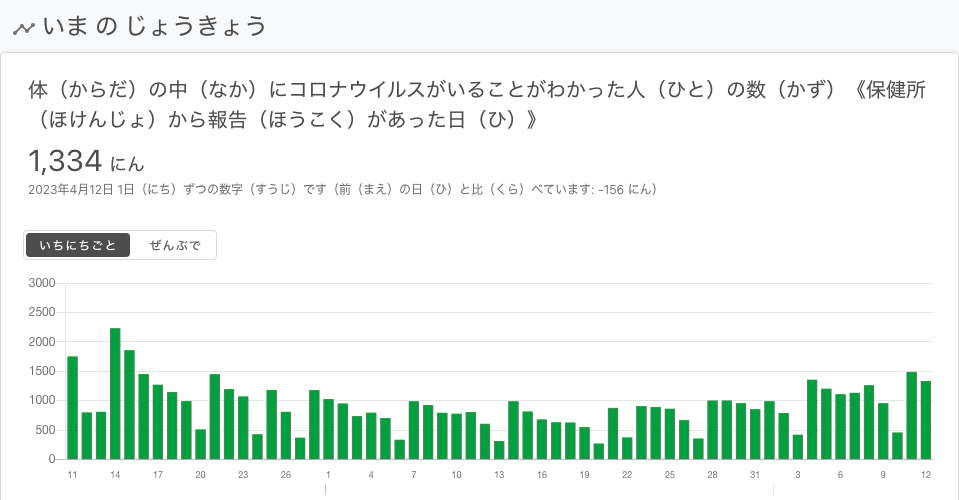 いま の じょうきょう
体（からだ）の中（なか）にコロナウイルスがいることがわかった人（ひと）の数（かず）《保健所
（ほけんじょ）から報告（ほうこく）があった日（ひ）》
1,334 にん
2023年4月12日 1日（にち）ずつの数字（すうじ）です（前（まえ）の日（ひ）と比（くら）べています: -156 にん）
いちにちごと ぜんぶで
3000
2500
2000
1500
1000
500
0
11 14 17 20 23 26 1 4 7 10 13 16 19 22 25 28 31 3 6 9 12